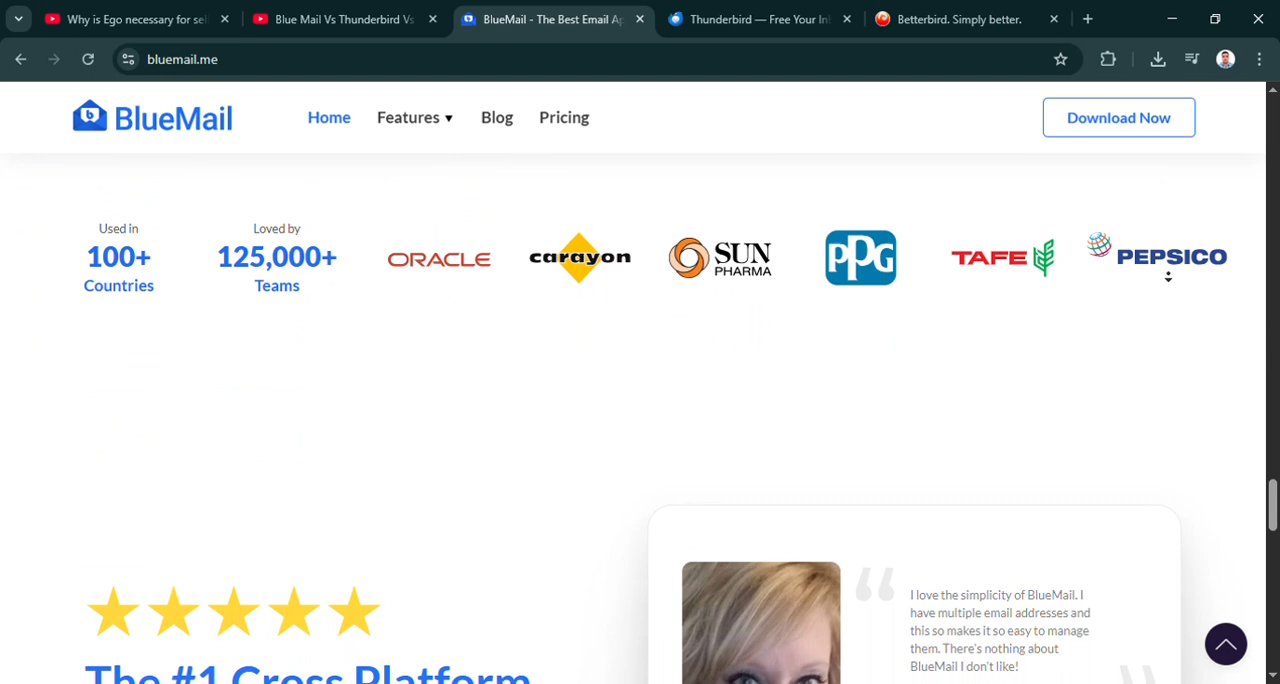 Why is Ego necessary for sel
Blue Mail Vs Thunderbird Vs
BlueMail - The Best Email Ap
Thunderbird — Free Your Inb
Betterbird. Simply better.
bluemail.me
BlueMail
Home
Features
Blog
Pricing
Download Now
Used in
100+
Countries
Loved by
125,000+
Teams
ORACLE
carayon
SUN
PHARMA
PPG
TAFE
PEPSICO
The #1 Cross Platform
“
I love the simplicity of BlueMail. I
have multiple email addresses and
this so makes it so easy to manage
them. There's nothing about
BlueMail I don't like!
”